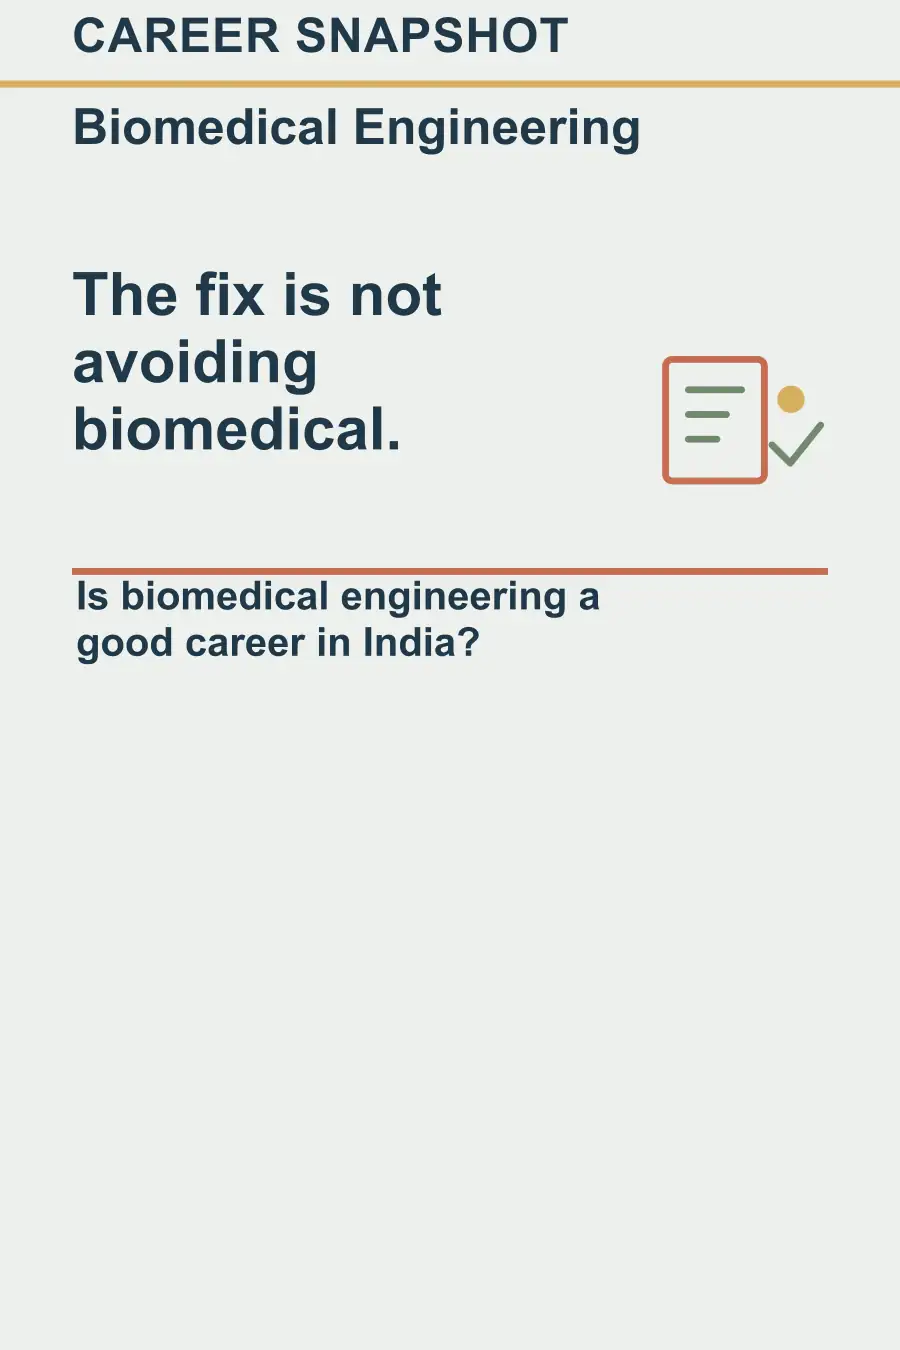 CAREER SNAPSHOT
Biomedical Engineering
The fix is not
avoiding
biomedical.
Is biomedical engineering a
good career in India?